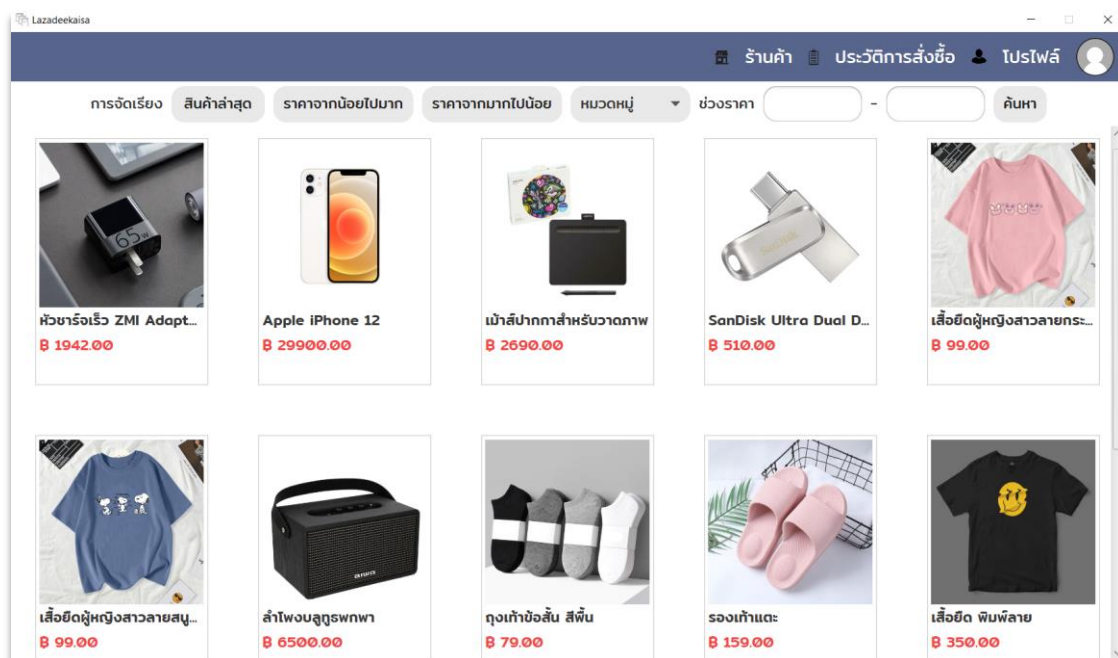 Lazadeekaisa
ร้านค้า ประวัติการสั่งซื้อ โปรไฟล์
การจัดเรียง สินค้าล่าสุด ราคาจากน้อยไปมาก ราคาจากมากไปน้อย หมวดหมู่ ช่วงราคา - ค้นหา
65w
SanDisk
หัวชาร์จเร็ว ZMI Adapt... Apple iPhone 12 เม้าส์ปากกาสำหรับวาดภาพ SanDisk Ultra Dual D... เสื้อยืดผู้หญิงสาวลายกระ...
฿ 1942.00 ฿ 29900.00 ฿ 2690.00 ฿ 510.00 ฿ 99.00
aiwa
เสื้อยืดผู้หญิงสาวลายสนู... ลำโพงบลูทูธพกพา ถุงเท้าข้อสั้น สีพื้น รองเท้าแตะ เสื้อยืด พิมพ์ลาย
฿ 99.00 ฿ 6500.00 ฿ 79.00 ฿ 159.00 ฿ 350.00